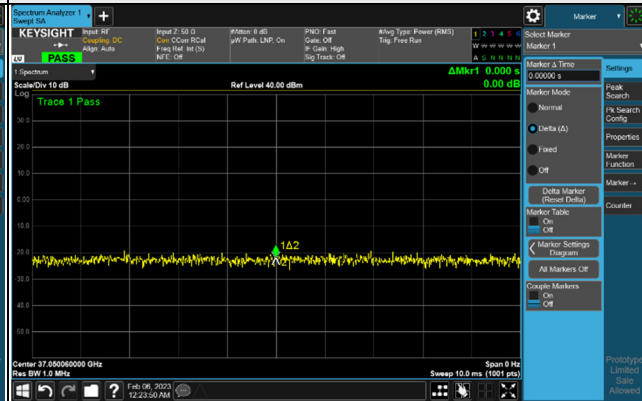 Spectrum Analyzer 1
Swept SA
Marker
KEYSIGHT
Input: RF
Coupling: DC
Align: Auto
Input Z: 50 Ω
Corr CCorr RCal
Freq Ref: Int (S)
NFE: Off
#Atten: 0 dB
µW Path: LNP, On
PNO: Fast
Gate: Off
IF Gain: High
Sig Track: Off
#Avg Type: Power (RMS)
Trig: Free Run
1 2 3 4 5 6
W W W W W W
A S N N N N
LV
PASS
1 Spectrum
ΔMkr1 0.000 s
0.00 dB
Scale/Div 10 dB
Ref Level 40.00 dBm
Log
Trace 1 Pass
30.0
20.0
10.0
0.00
10.0
20.0
30.0
40.0
50.0
1Δ2
Center 37.050060000 GHz
Res BW 1.0 MHz
Span 0 Hz
Sweep 10.0 ms (1001 pts)
Feb 06, 2023
12:23:50 AM
Select Marker
Marker 1
Marker Δ Time
0.00000 s
Marker Mode
Normal
Delta (Δ)
Fixed
Off
Delta Marker
(Reset Delta)
Marker Table
On
Off
Marker Settings
Diagram
All Markers Off
Couple Markers
On
Off
Settings
Peak
Search
Pk Search
Config
Properties
Marker
Function
Marker→
Counter
Prototype
Limited
Sale
Allowed